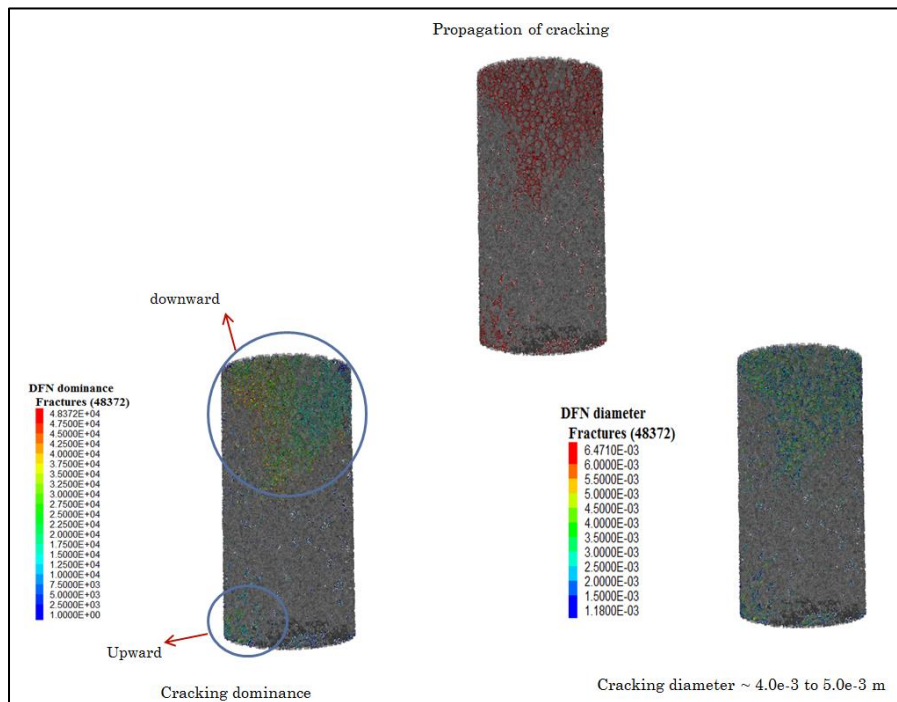 Propagation of cracking
downward
DFN dominance
Fractures (48372)
4.8372E+04
4.7500E+04
4.5000E+04
4.2500E+04
4.0000E+04
3.7500E+04
3.5000E+04
3.2500E+04
3.0000E+04
2.7500E+04
2.5000E+04
2.2500E+04
2.0000E+04
1.7500E+04
1.5000E+04
1.2500E+04
1.0000E+04
7.5000E+03
5.0000E+03
2.5000E+03
1.0000E+00
Upward
Cracking dominance
DFN diameter
Fractures (48372)
6.4710E-03
6.0000E-03
5.5000E-03
5.0000E-03
4.5000E-03
4.0000E-03
3.5000E-03
3.0000E-03
2.5000E-03
2.0000E-03
1.5000E-03
1.1800E-03
Cracking diameter ~ 4.0e-3 to 5.0e-3 m